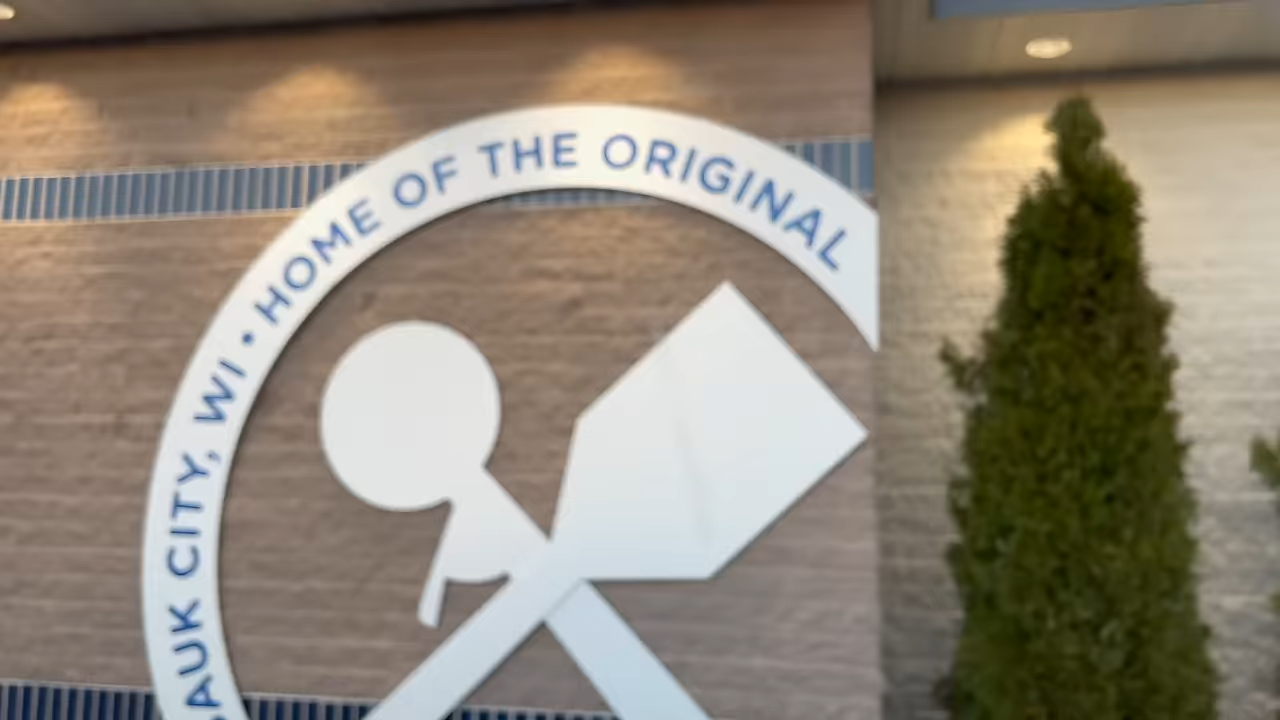 AUK CITY, WI • HOME OF THE ORIGINAL